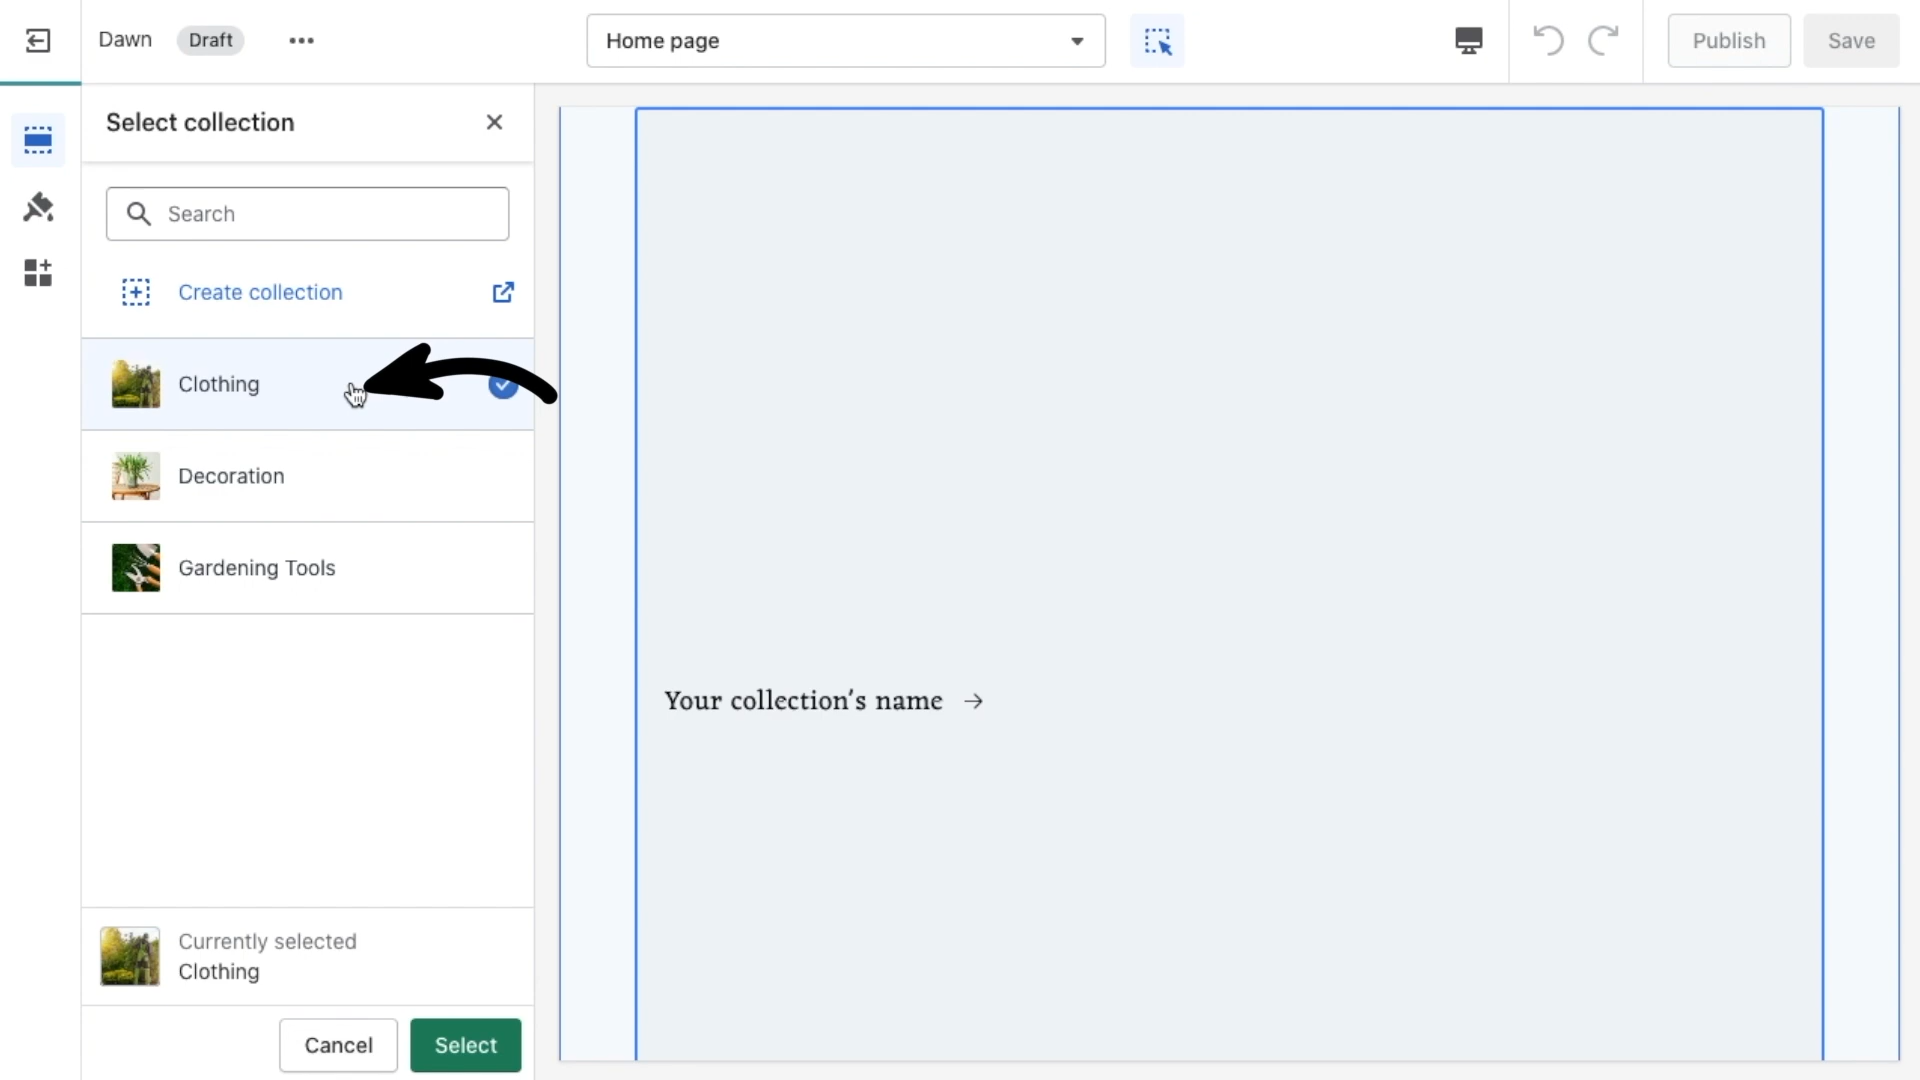 Dawn Draft Home page Publish Save
Select collection
Search
Create collection
Clothing
Decoration
Gardening Tools
Your collection's name →
Currently selected
Clothing
Cancel Select